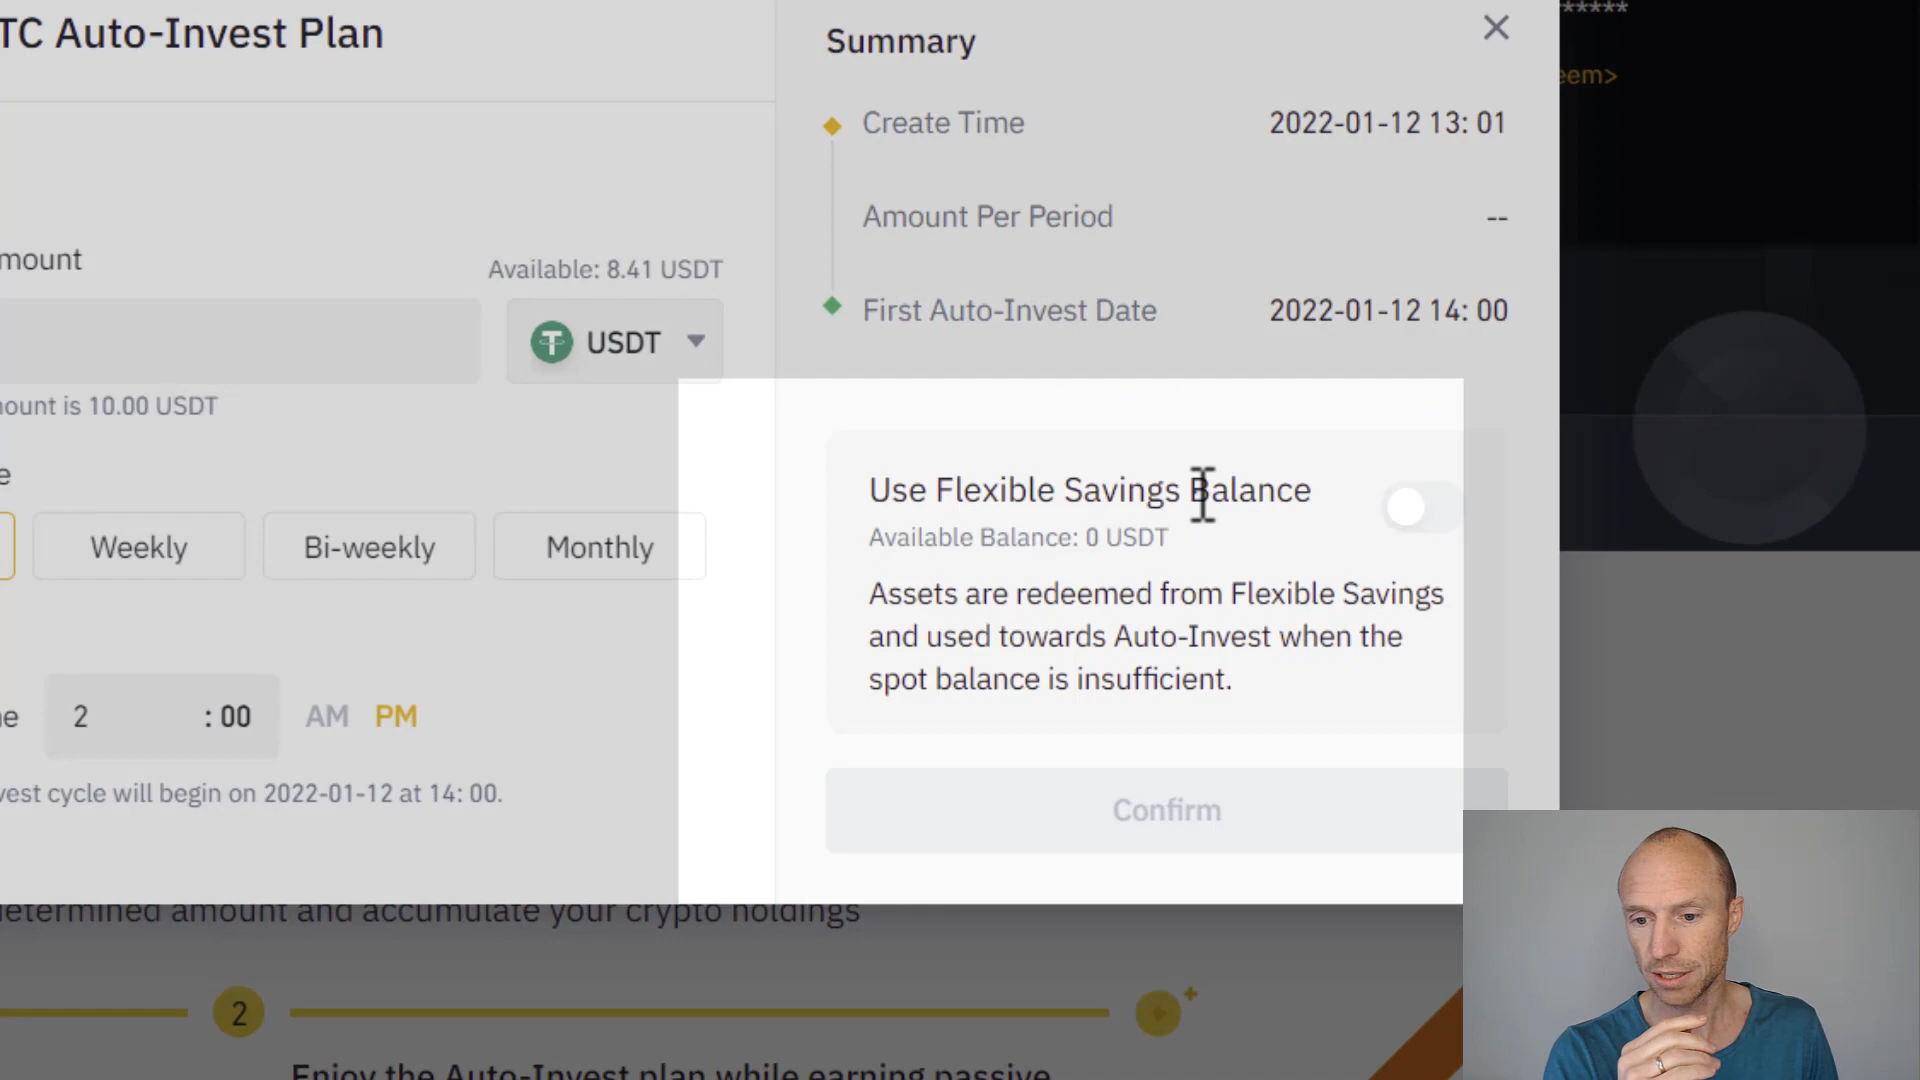 TC Auto-Invest Plan
Summary
******
eem>
Create Time
2022-01-12 13: 01
Amount Per Period
--
mount
Available: 8.41 USDT
First Auto-Invest Date
2022-01-12 14: 00
USDT
ount is 10.00 USDT
e
Weekly
Bi-weekly
Monthly
Use Flexible Savings Balance
Available Balance: 0 USDT
Assets are redeemed from Flexible Savings
and used towards Auto-Invest when the
spot balance is insufficient.
ne
2 : 00
AM PM
vest cycle will begin on 2022-01-12 at 14: 00.
Confirm
determined amount and accumulate your crypto holdings
2
Enjoy the Auto-Invest plan while earning passive